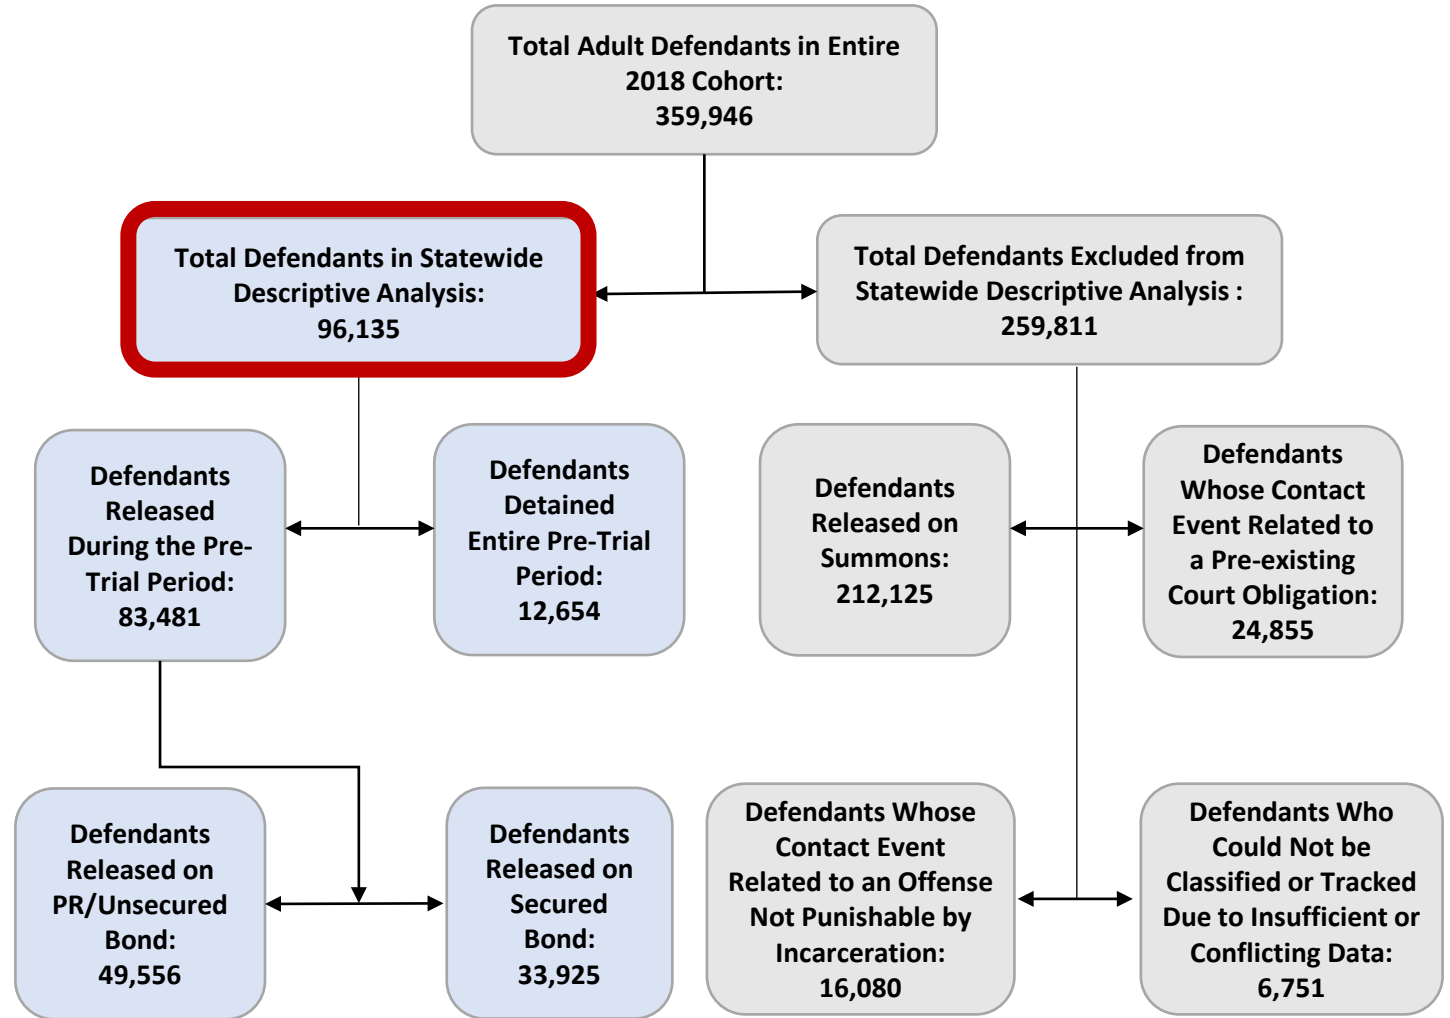 Total Adult Defendants in Entire
2018 Cohort:
359,946
Total Defendants in Statewide
Descriptive Analysis:
96,135
Total Defendants Excluded from
Statewide Descriptive Analysis :
259,811
Defendants
Released
During the Pre-
Trial Period:
83,481
Defendants
Detained
Entire Pre-Trial
Period:
12,654
Defendants
Released on
Summons:
212,125
Defendants
Whose Contact
Event Related to
a Pre-existing
Court Obligation:
24,855
Defendants
Released on
PR/Unsecured
Bond:
49,556
Defendants
Released on
Secured
Bond:
33,925
Defendants Whose
Contact Event
Related to an Offense
Not Punishable by
Incarceration:
16,080
Defendants Who
Could Not be
Classified or Tracked
Due to Insufficient or
Conflicting Data:
6,751